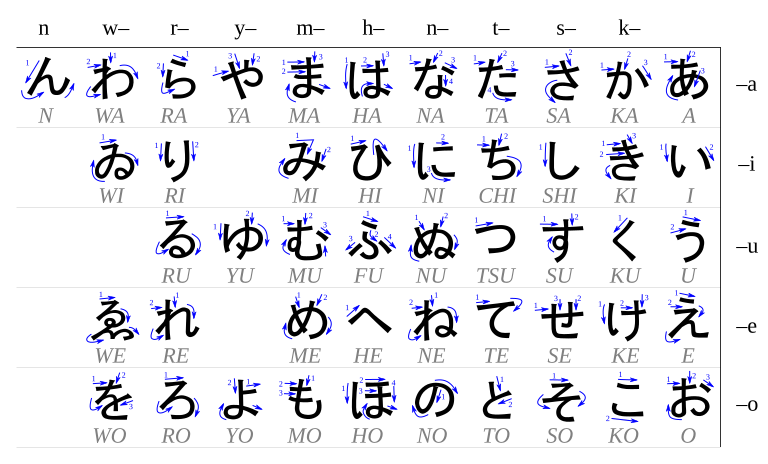 n w– r– y– m– h– n– t– s– k–
ん わ ら や ま は な た さ か あ –a
N WA RA YA MA HA NA TA SA KA A
ゐ り み ひ に ち し き い –i
WI RI MI HI NI CHI SHI KI I
る ゆ む ふ ぬ つ す く う –u
RU YU MU FU NU TSU SU KU U
ゑ れ め へ ね て せ け え –e
WE RE ME HE NE TE SE KE E
を ろ よ も ほ の と そ こ お –o
WO RO YO MO HO NO TO SO KO O